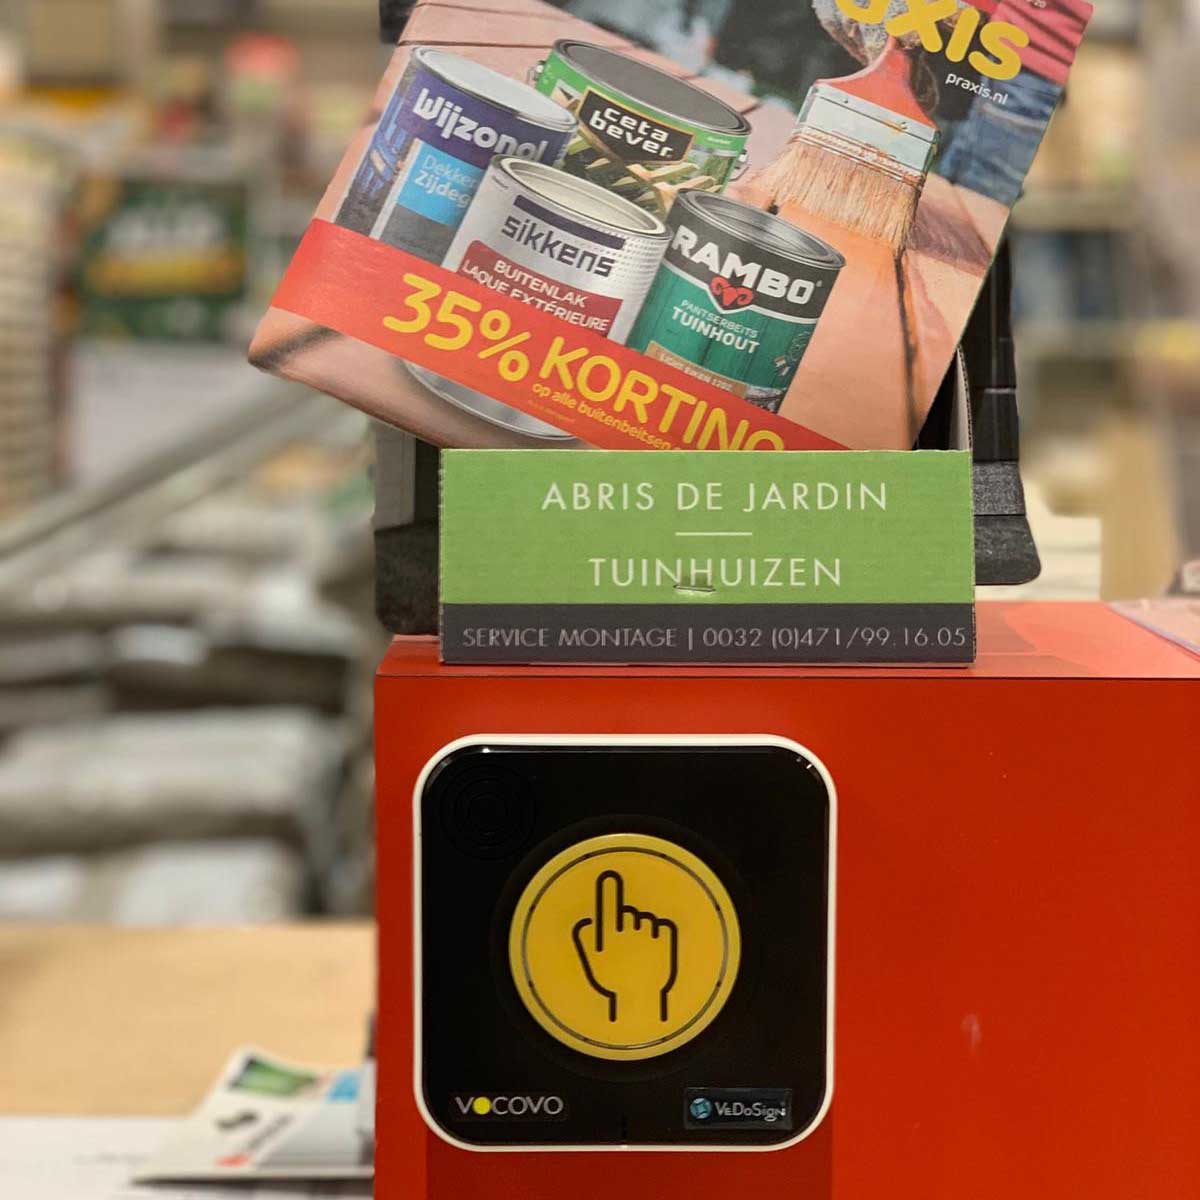 axis
praxis.nl
Wijzonol
Dekkend
Zijdeg
ceta
bever
sikkens
BUITENLAK
LAQUE EXTÉRIEURE
RAMBO
PANTSERBEITS
TUINHOUT
35% KORTING
op alle buitenbeitsen
ABRIS DE JARDIN
TUINHUIZEN
SERVICE MONTAGE | 0032 (0)471/99.16.05
VOCOVO
VeDoSign